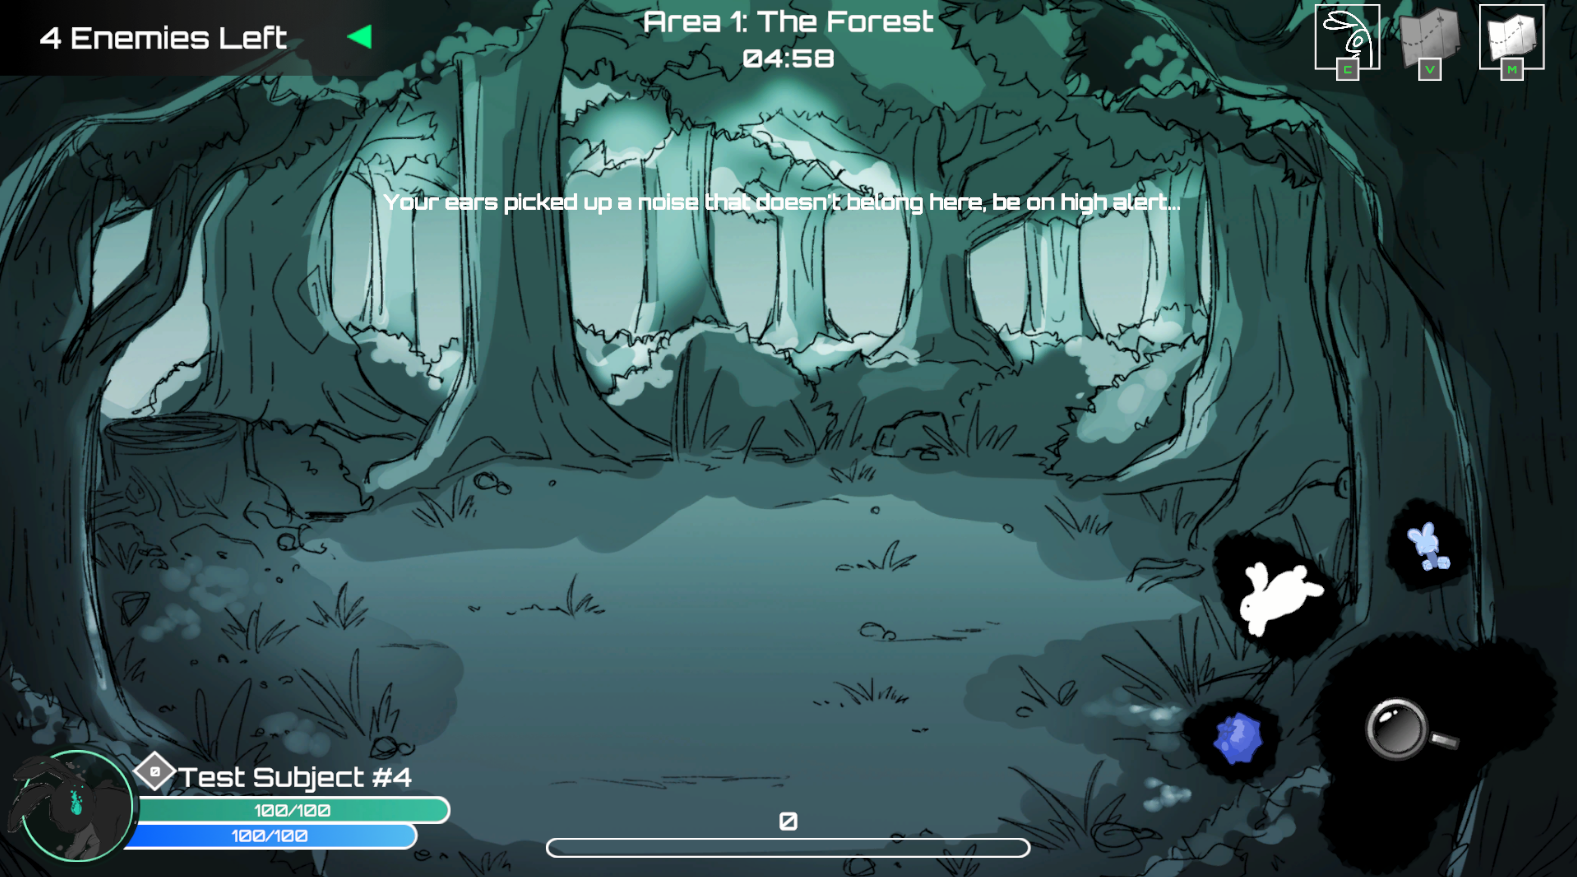 4 Enemies Left
Area 1: The Forest
04:58
C
V
M
Your ears picked up a noise that doesn't belong here, be on high alert...
0
Test Subject #4
100/100
100/100
0